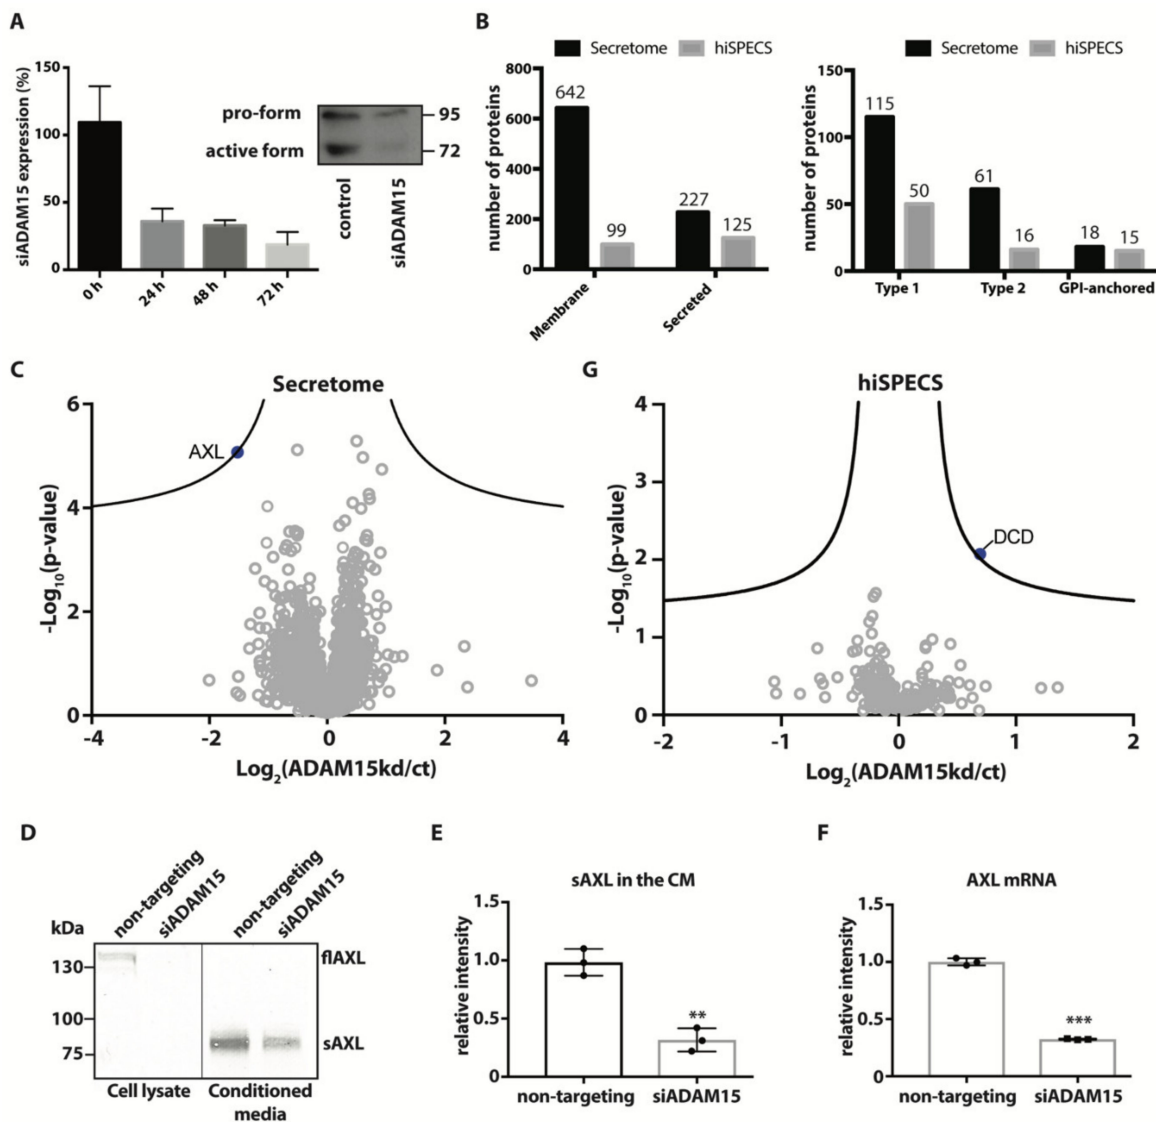 A
siADAM15 expression (%)
150
100
50
0
0 h
24 h
48 h
72 h
pro-form
active form
95
72
control
siADAM15
B
Secretome
hiSPECS
number of proteins
800
600
400
200
0
642
99
227
125
Membrane
Secreted
Secretome
hiSPECS
number of proteins
150
100
50
0
115
50
61
16
18
15
Type 1
Type 2
GPI-anchored
C
Secretome
-Log10(p-value)
6
4
2
0
AXL
-4
-2
0
2
4
Log2(ADAM15kd/ct)
G
hiSPECS
-Log10(p-value)
4
3
2
1
0
DCD
-2
-1
0
1
2
Log2(ADAM15kd/ct)
D
non-targeting
siADAM15
non-targeting
siADAM15
kDa
130
100
75
flAXL
sAXL
Cell lysate
Conditioned
media
E
sAXL in the CM
relative intensity
1.5
1.0
0.5
0
**
non-targeting
siADAM15
F
AXL mRNA
relative intensity
1.5
1.0
0.5
0
***
non-targeting
siADAM15